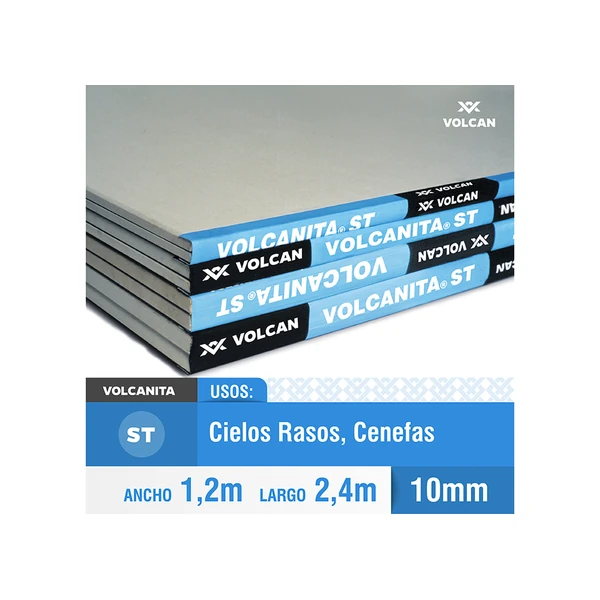 VOLCAN
VOLCAN
VOLCANITA® ST
VOLCAN
VOLCANITA® ST
VOLCAN
VOLCAN
VOLCANITA® ST
VOLCANITA® ST
VOLCAN
VOLCANITA
USOS:
ST
Cielos Rasos, Cenefas
ANCHO 1,2m LARGO 2,4m
10mm